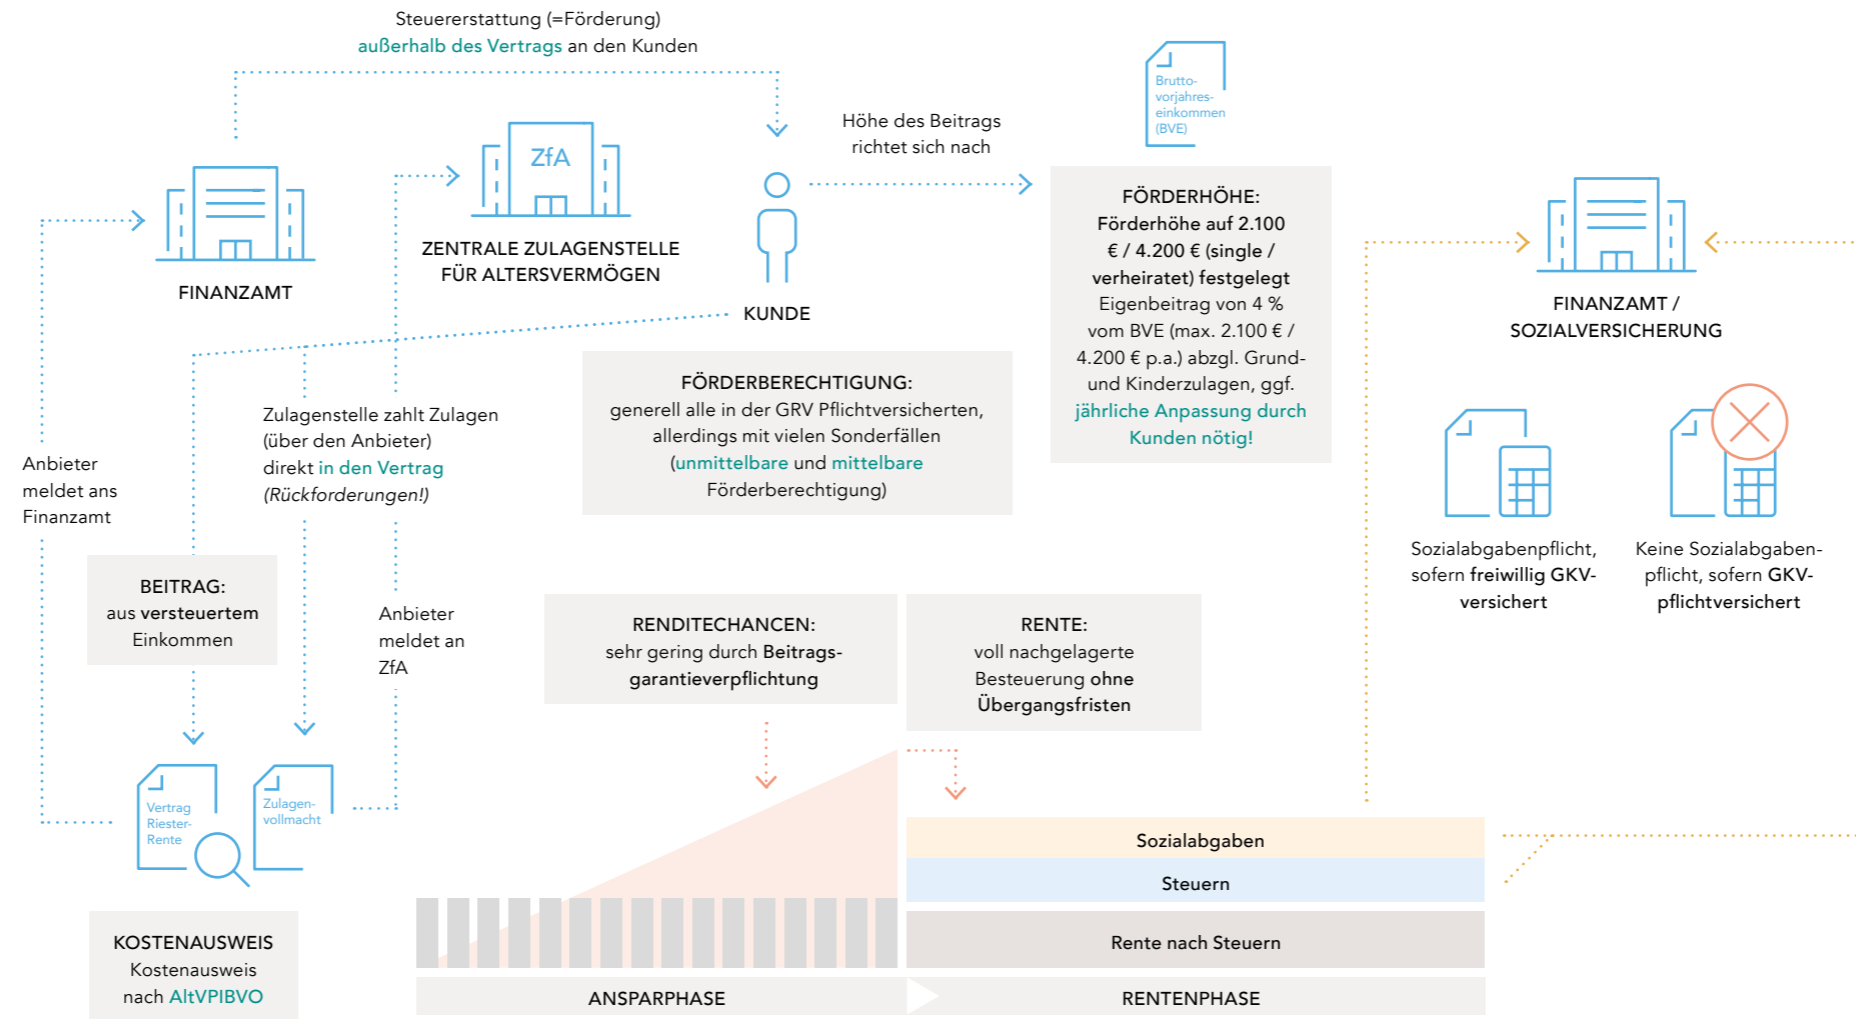 Steuererstattung (=Förderung)
außerhalb des Vertrags an den Kunden
Brutto-
vorjahres-
einkommen
(BVE)
Höhe des Beitrags
richtet sich nach
ZfA
ZENTRALE ZULAGENSTELLE
FÜR ALTERSVERMÖGEN
FINANZAMT
KUNDE
FÖRDERHÖHE:
Förderhöhe auf 2.100
€ / 4.200 € (single /
verheiratet) festgelegt
Eigenbeitrag von 4 %
vom BVE (max. 2.100 € /
4.200 € p.a.) abzgl. Grund-
und Kinderzulagen, ggf.
jährliche Anpassung durch
Kunden nötig!
FINANZAMT /
SOZIALVERSICHERUNG
FÖRDERBERECHTIGUNG:
generell alle in der GRV Pflichtversicherten,
allerdings mit vielen Sonderfällen
(unmittelbare und mittelbare
Förderberechtigung)
Zulagenstelle zahlt Zulagen
(über den Anbieter)
direkt in den Vertrag
(Rückforderungen!)
Anbieter
meldet ans
Finanzamt
Sozialabgabenpflicht,
sofern freiwillig GKV-
versichert
Keine Sozialabgaben-
pflicht, sofern GKV-
pflichtversichert
BEITRAG:
aus versteuertem
Einkommen
Anbieter
meldet an
ZfA
RENDITECHANCEN:
sehr gering durch Beitrags-
garantieverpflichtung
RENTE:
voll nachgelagerte
Besteuerung ohne
Übergangsfristen
Vertrag
Riester-
Rente
Zulagen-
vollmacht
Sozialabgaben
Steuern
Rente nach Steuern
KOSTENAUSWEIS
Kostenausweis
nach AltVPIBVO
ANSPARPHASE
RENTENPHASE